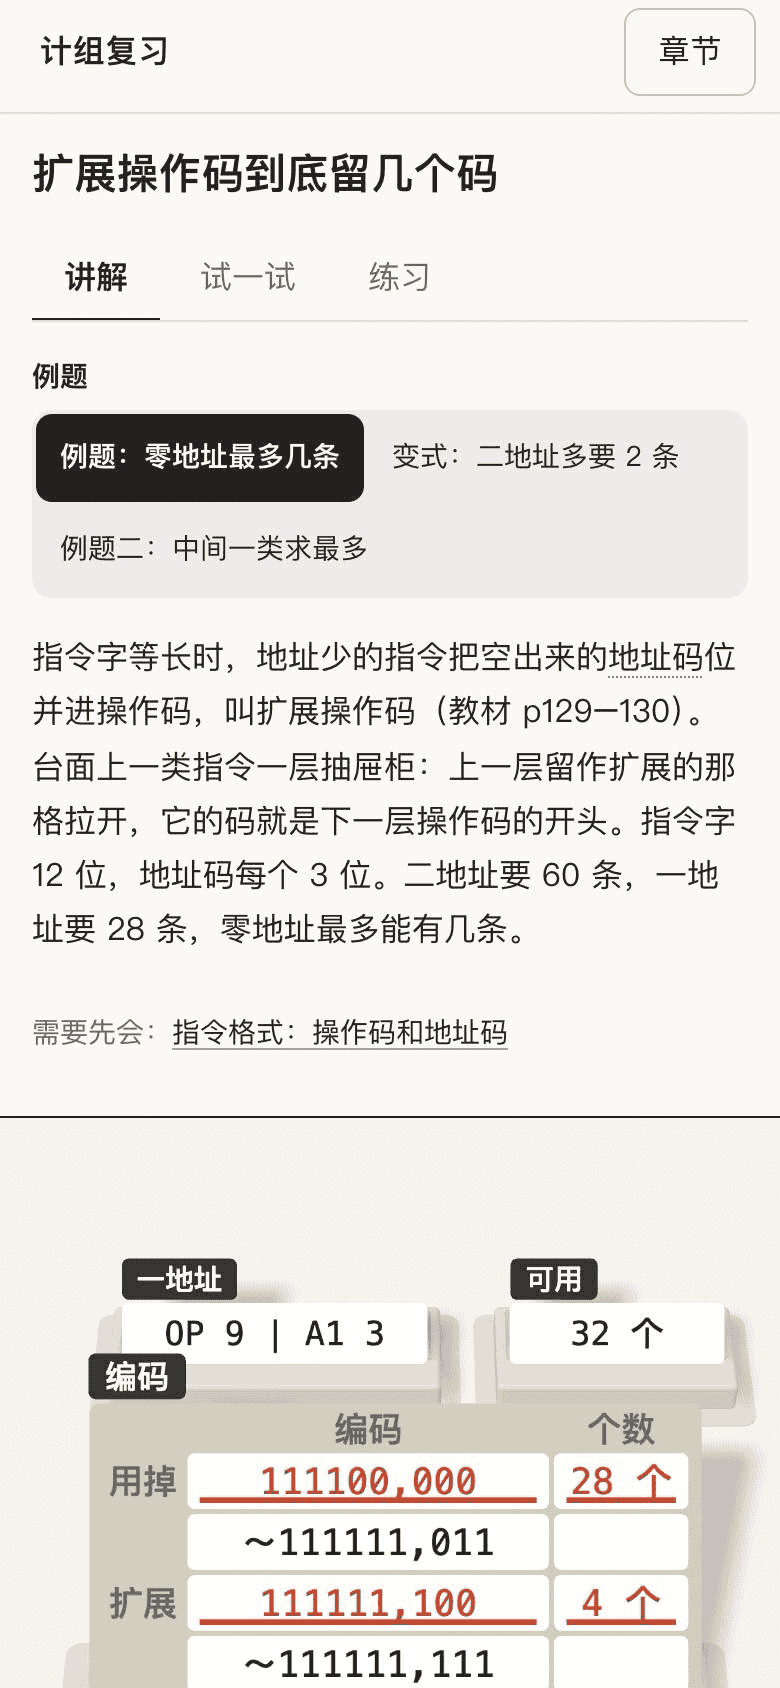 计组复习
章节
扩展操作码到底留几个码
讲解 试一试 练习
例题
例题：零地址最多几条 变式：二地址多要 2 条
例题二：中间一类求最多
指令字等长时，地址少的指令把空出来的地址码位
并进操作码，叫扩展操作码（教材 p129—130）。
台面上一类指令一层抽屉柜：上一层留作扩展的那
格拉开，它的码就是下一层操作码的开头。指令字
12 位，地址码每个 3 位。二地址要 60 条，一地
址要 28 条，零地址最多能有几条。
需要先会：指令格式：操作码和地址码
一地址 可用
OP 9 | A1 3 32 个
编码
编码 个数
用掉 111100,000 28 个
～111111,011
扩展 111111,100 4 个
～111111,111